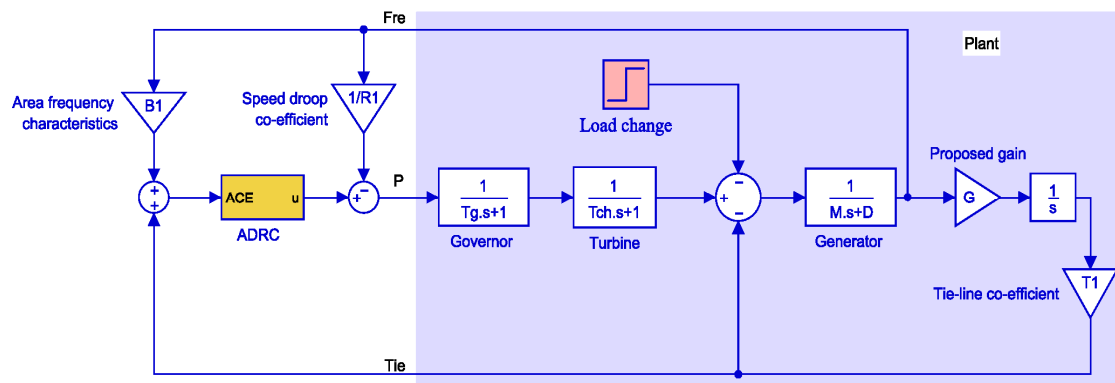 Fre
Plant
Area frequency
characteristics
B1
Speed droop
co-efficient
1/R1
Load change
Proposed gain
+
+
ACE
u
ADRC
−
+
P
1
Tg.s+1
Governor
1
Tch.s+1
Turbine
−
+
−
1
M.s+D
Generator
G
1
s
Tie-line co-efficient
T1
Tie